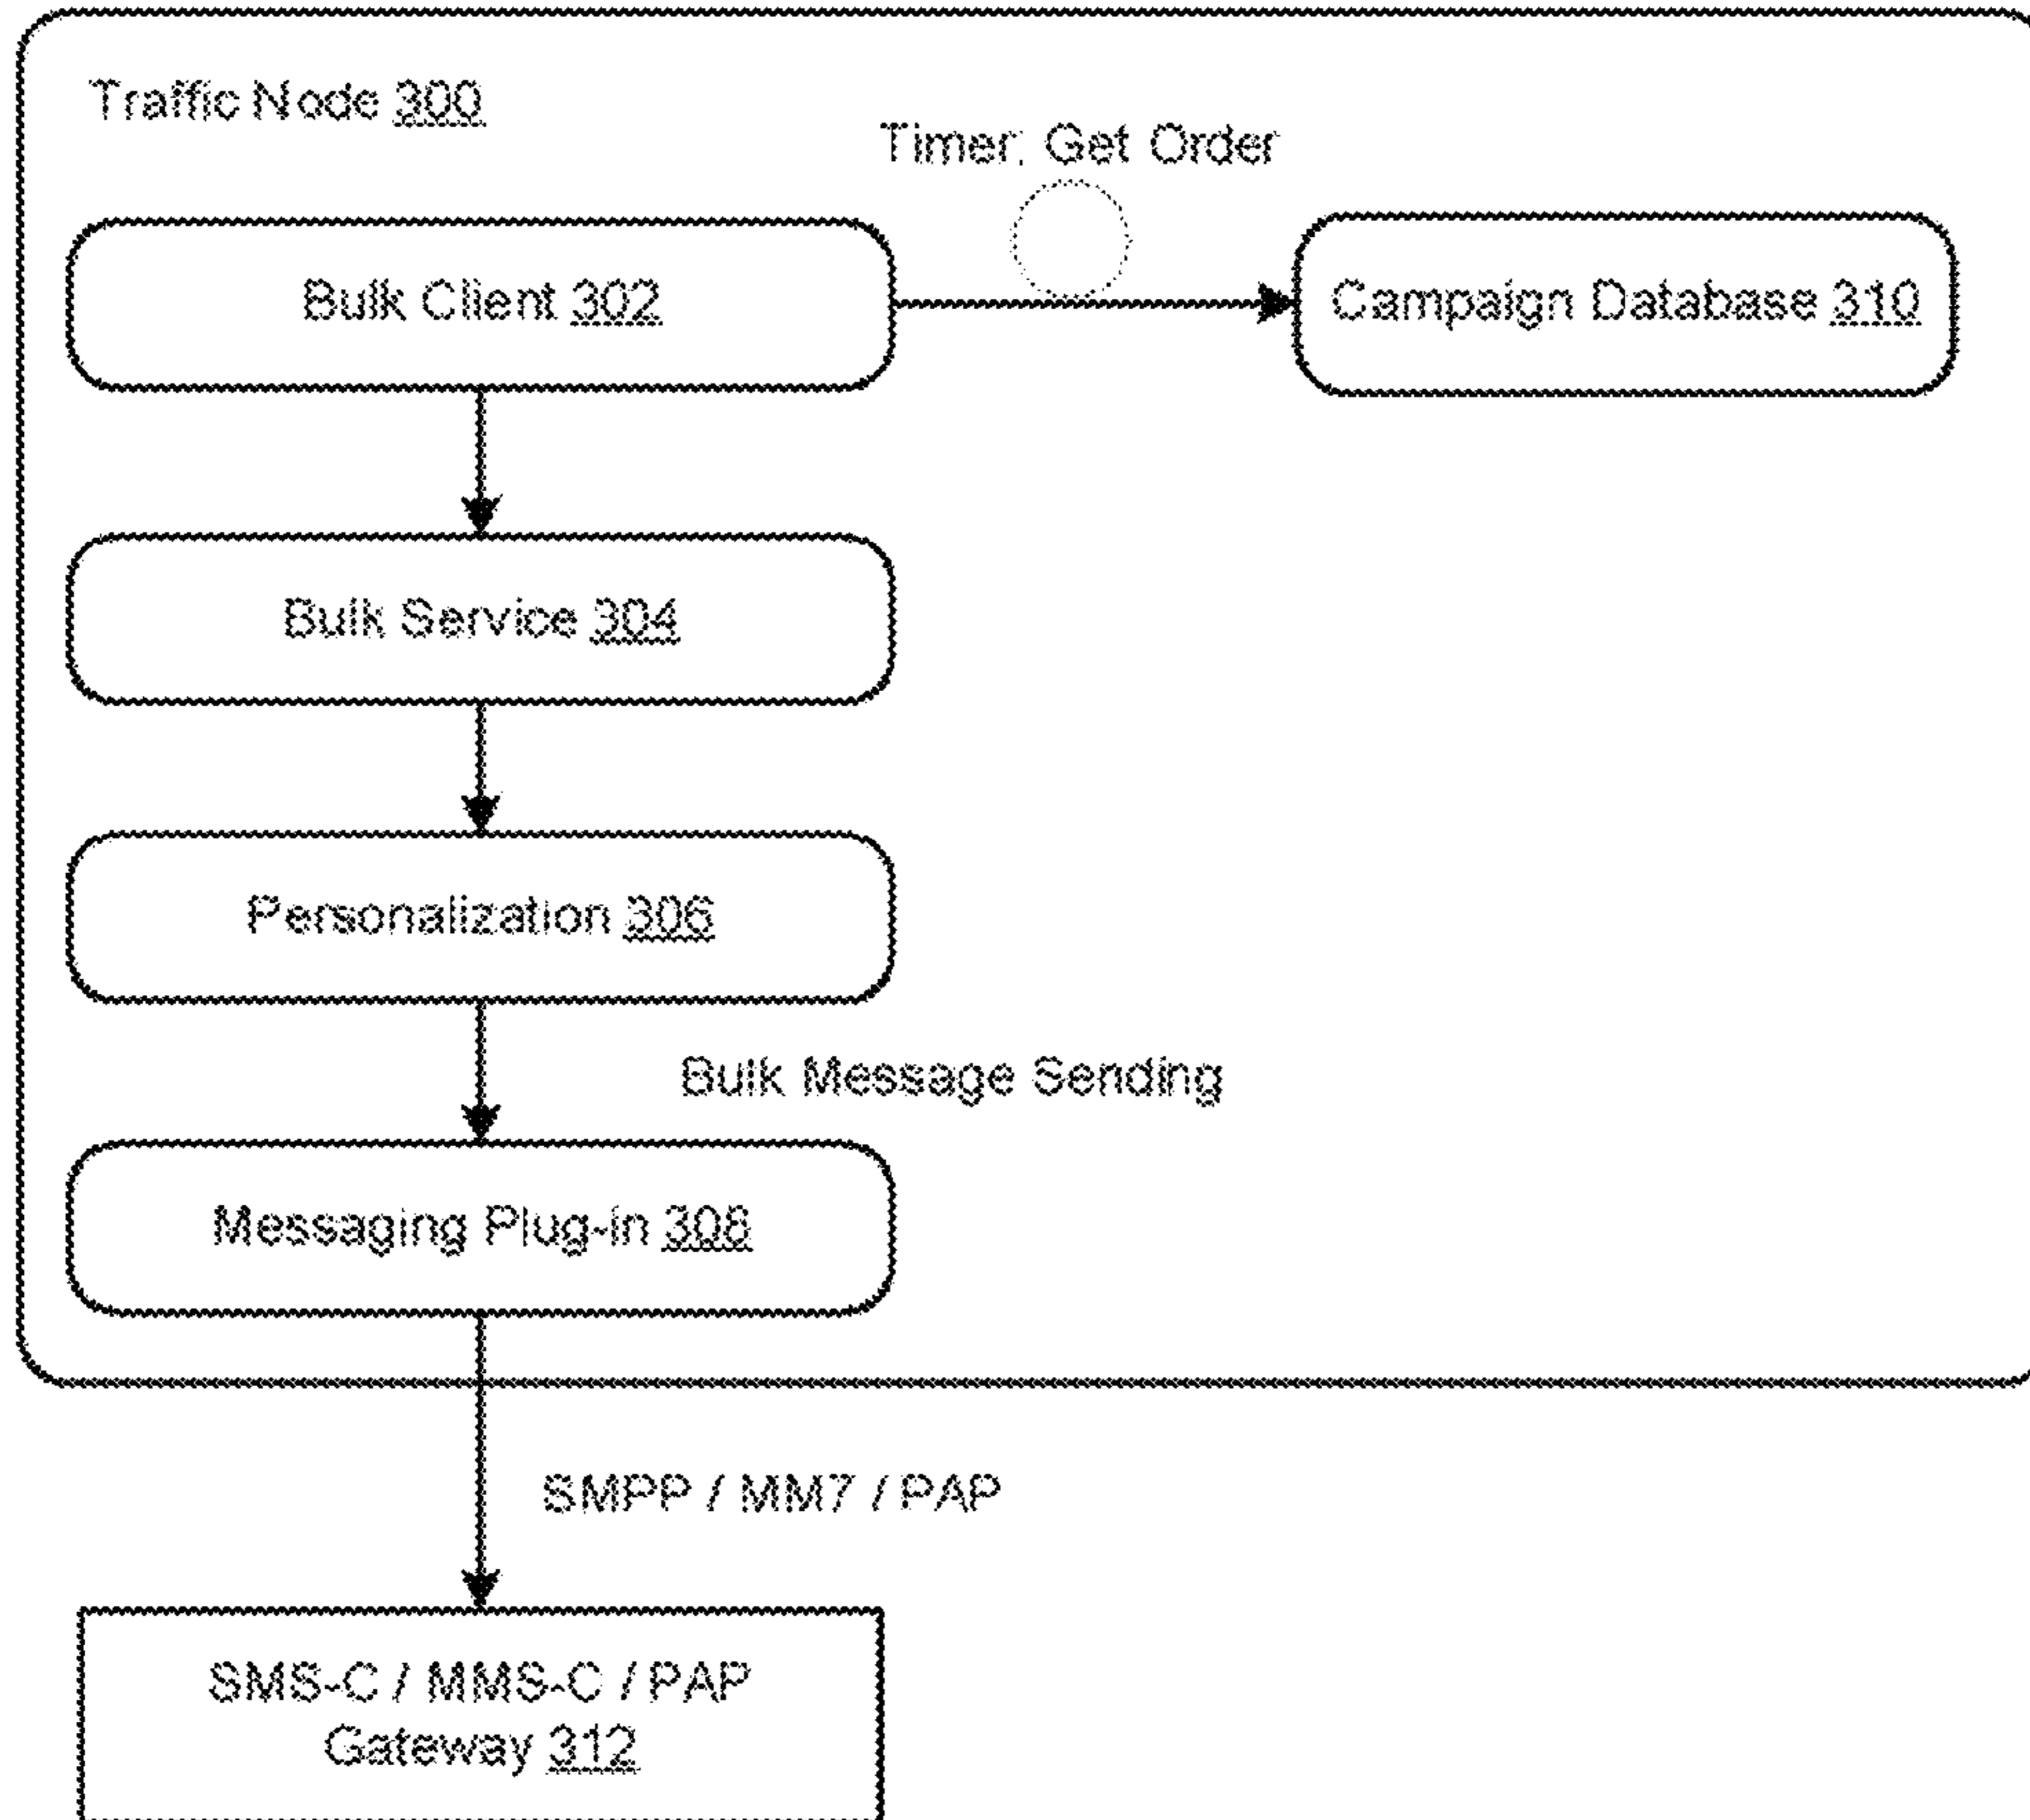 Traffic Node 300
Timer, Get Order
Bulk Client 302
Campaign Database 310
Bulk Service 304
Personalization 306
Bulk Message Sending
Messaging Plug-in 308
SMPP / MM7 / PAP
SMS-C / MMS-C / PAP
Gateway 312